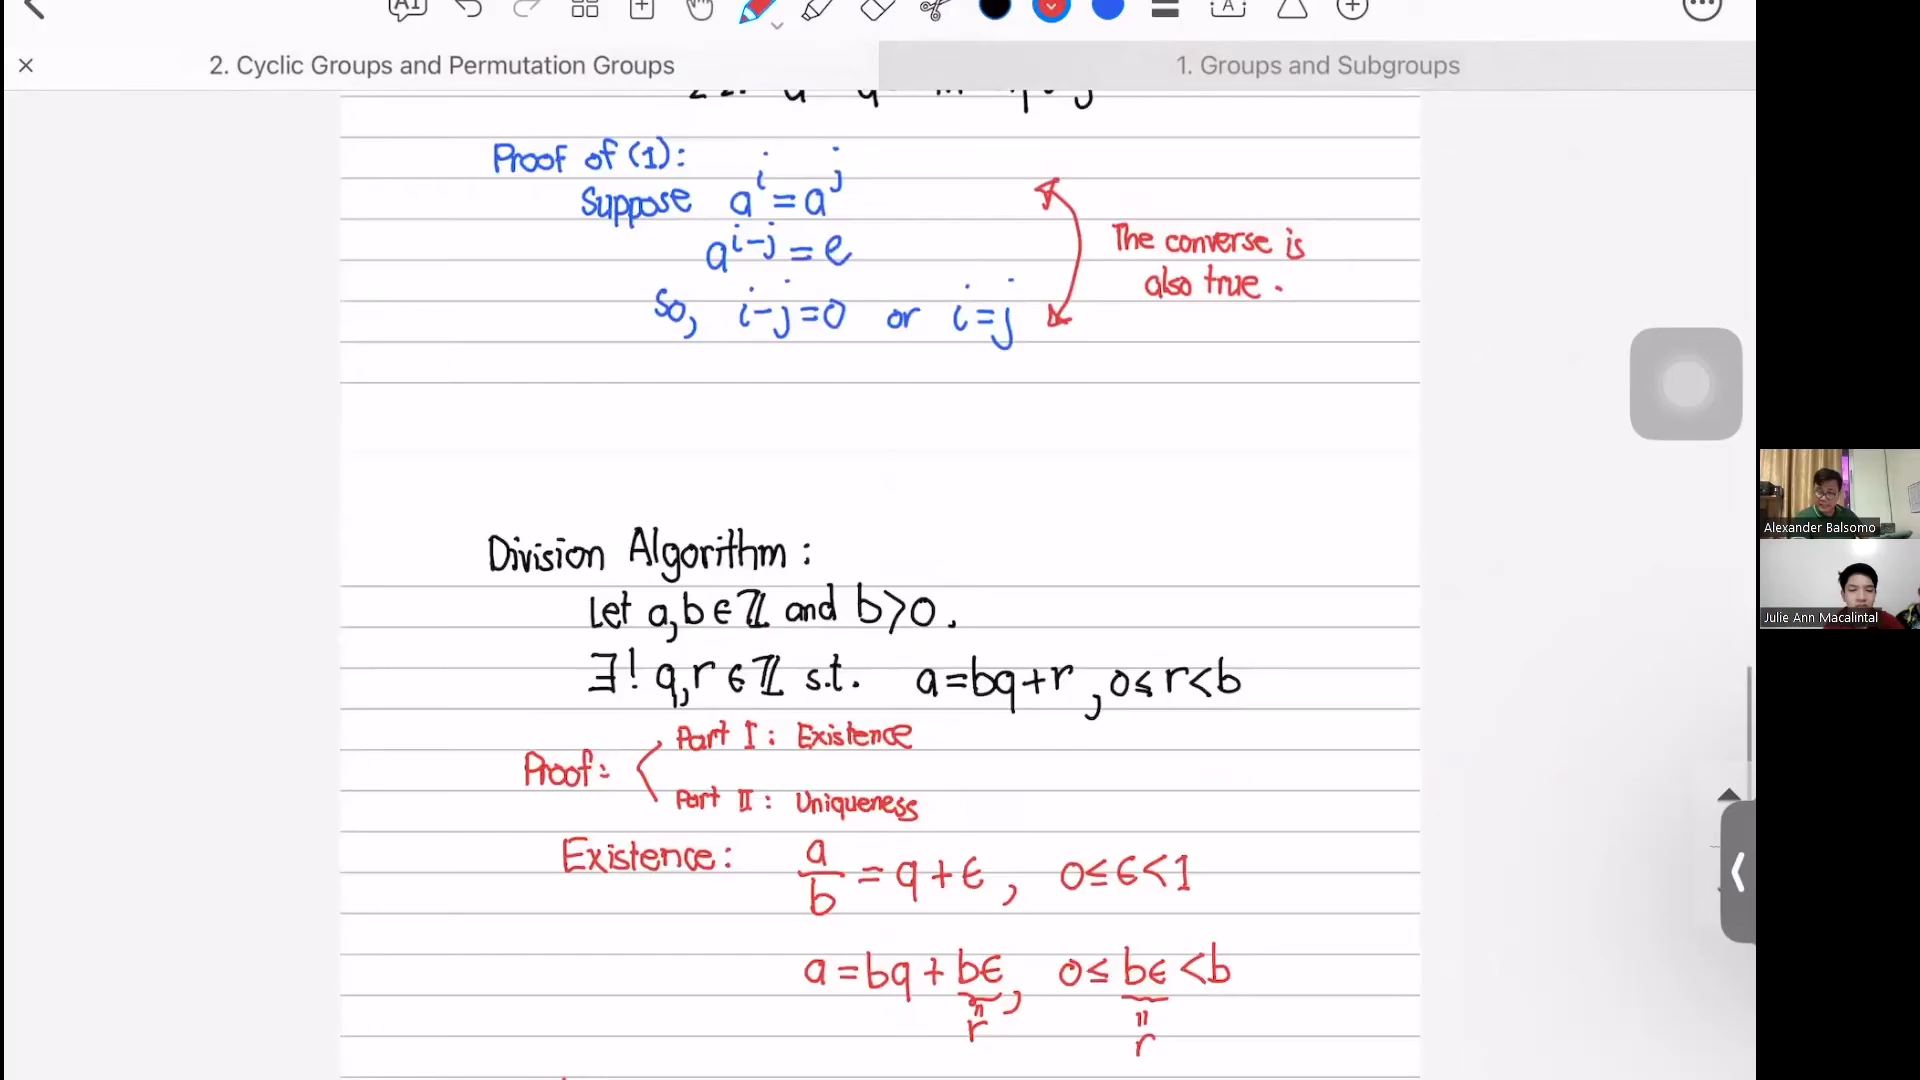 2. Cyclic Groups and Permutation Groups
1. Groups and Subgroups
Proof of (1):
Suppose a^i = a^j
a^{i-j} = e
So, i-j=0 or i=j
The converse is
also true.
Division Algorithm:
Let a,b∈ℤ and b>0.
∃! q,r∈ℤ s.t. a=bq+r, 0≤r<b
Proof:
Part I: Existence
Part II: Uniqueness
Existence: a/b = q+ϵ, 0≤ϵ<1
a=bq+bϵ, 0≤bϵ<b
r r
Alexander Balsomo
Julie Ann Macalintal